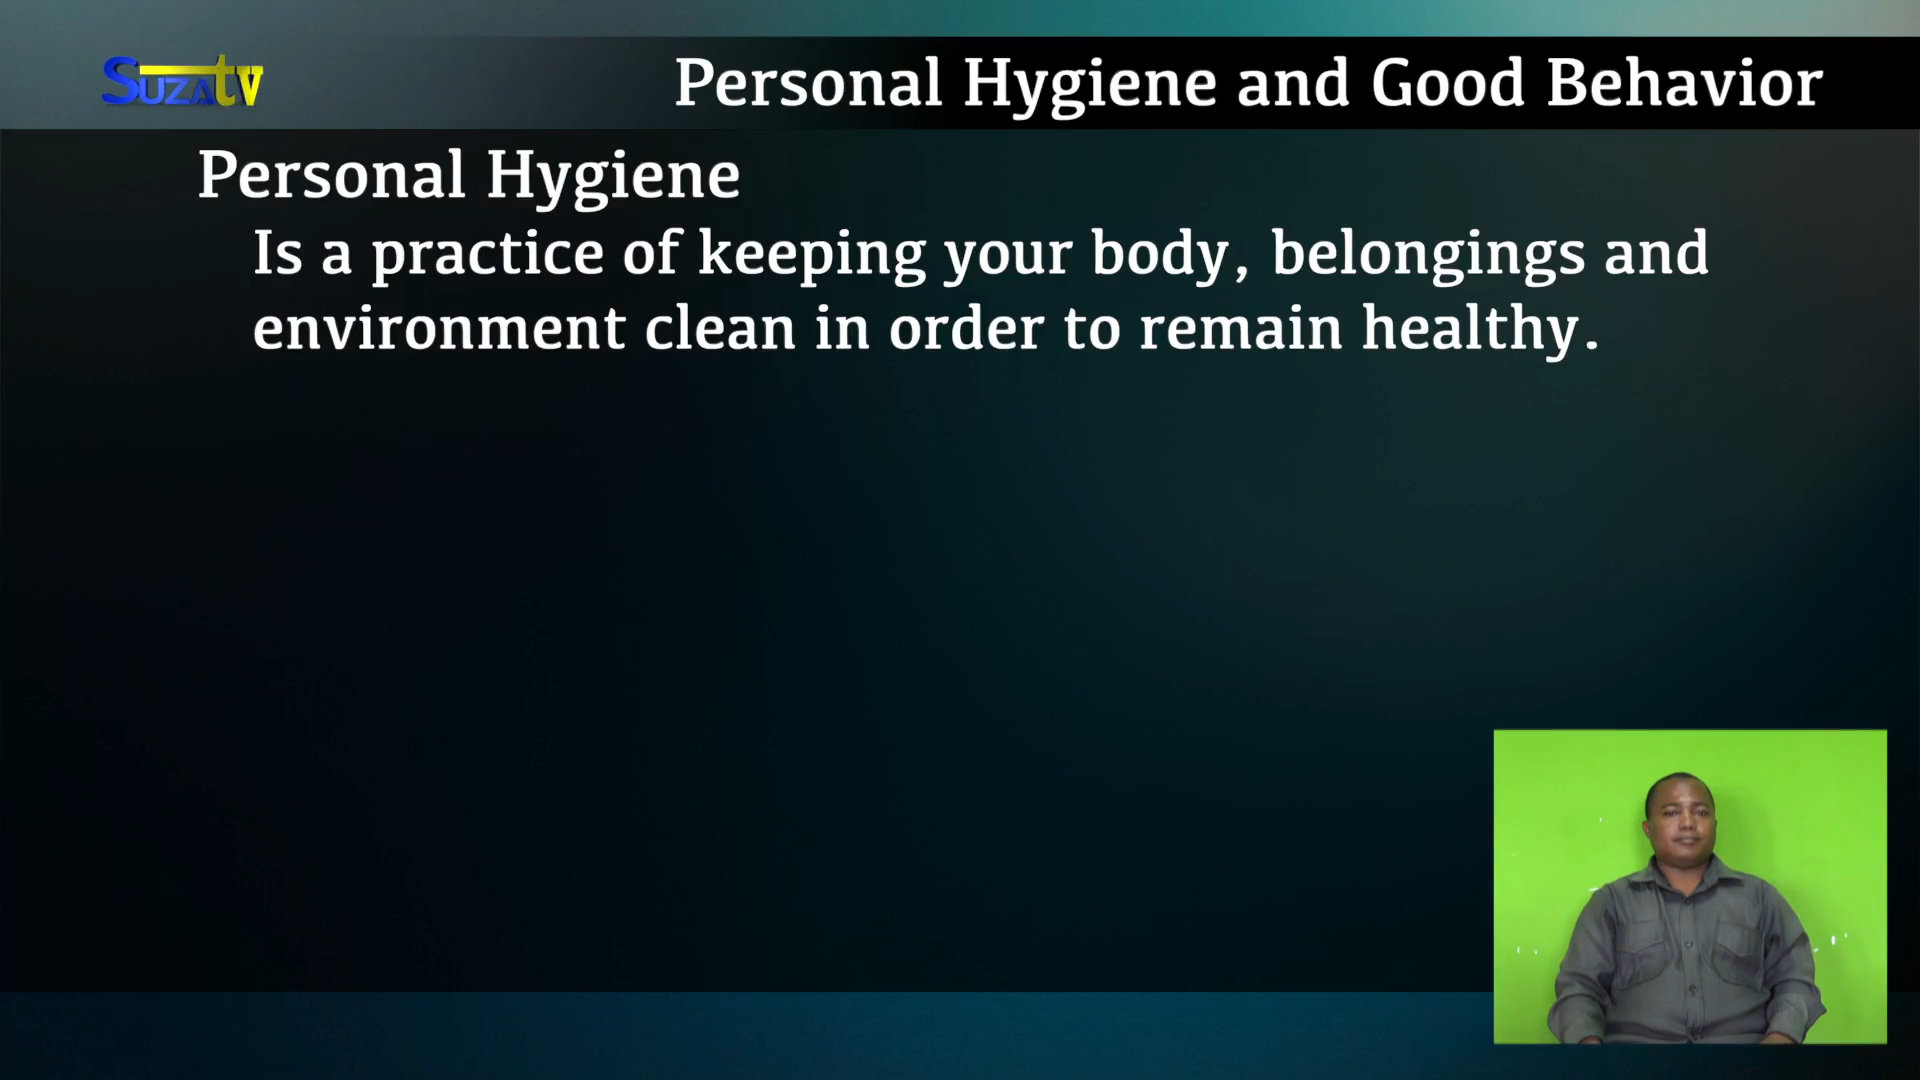 SUZAtv
Personal Hygiene and Good Behavior
Personal Hygiene
Is a practice of keeping your body, belongings and
environment clean in order to remain healthy.